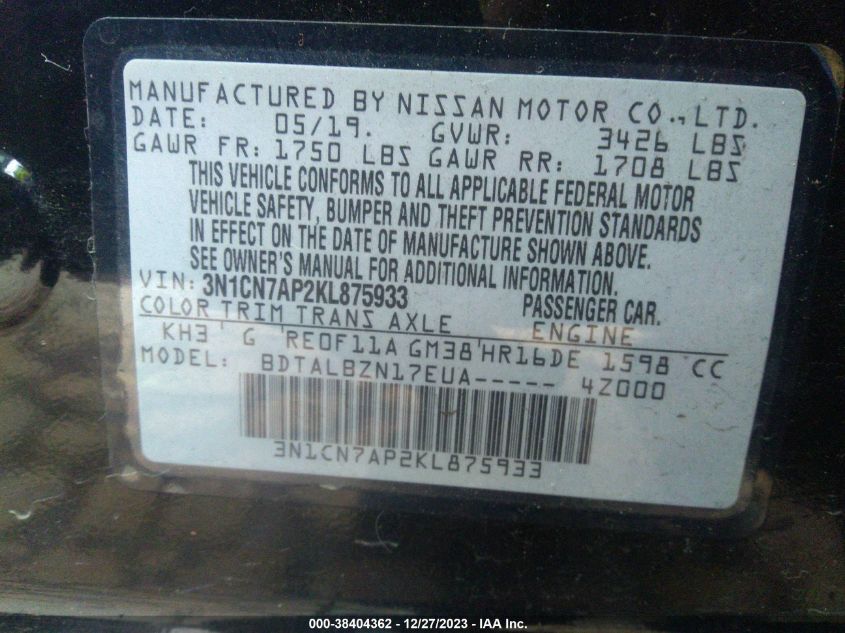 MANUFACTURED BY NISSAN MOTOR CO., LTD.
DATE: 05/19. GVWR: 3426 LBS
GAWR FR: 1750 LBS GAWR RR: 1708 LBS
THIS VEHICLE CONFORMS TO ALL APPLICABLE FEDERAL MOTOR
VEHICLE SAFETY, BUMPER AND THEFT PREVENTION STANDARDS
IN EFFECT ON THE DATE OF MANUFACTURE SHOWN ABOVE.
SEE OWNER'S MANUAL FOR ADDITIONAL INFORMATION.
VIN: 3N1CN7AP2KL875933 PASSENGER CAR.
COLOR TRIM TRANS AXLE ENGINE
KH3 ' G 'RE0F11A GM38'HR16DE 1598 CC
MODEL: BDTALBZN17EUA----- 4Z000
3N1CN7AP2KL875933
000-38404362 - 12/27/2023 - IAA Inc.